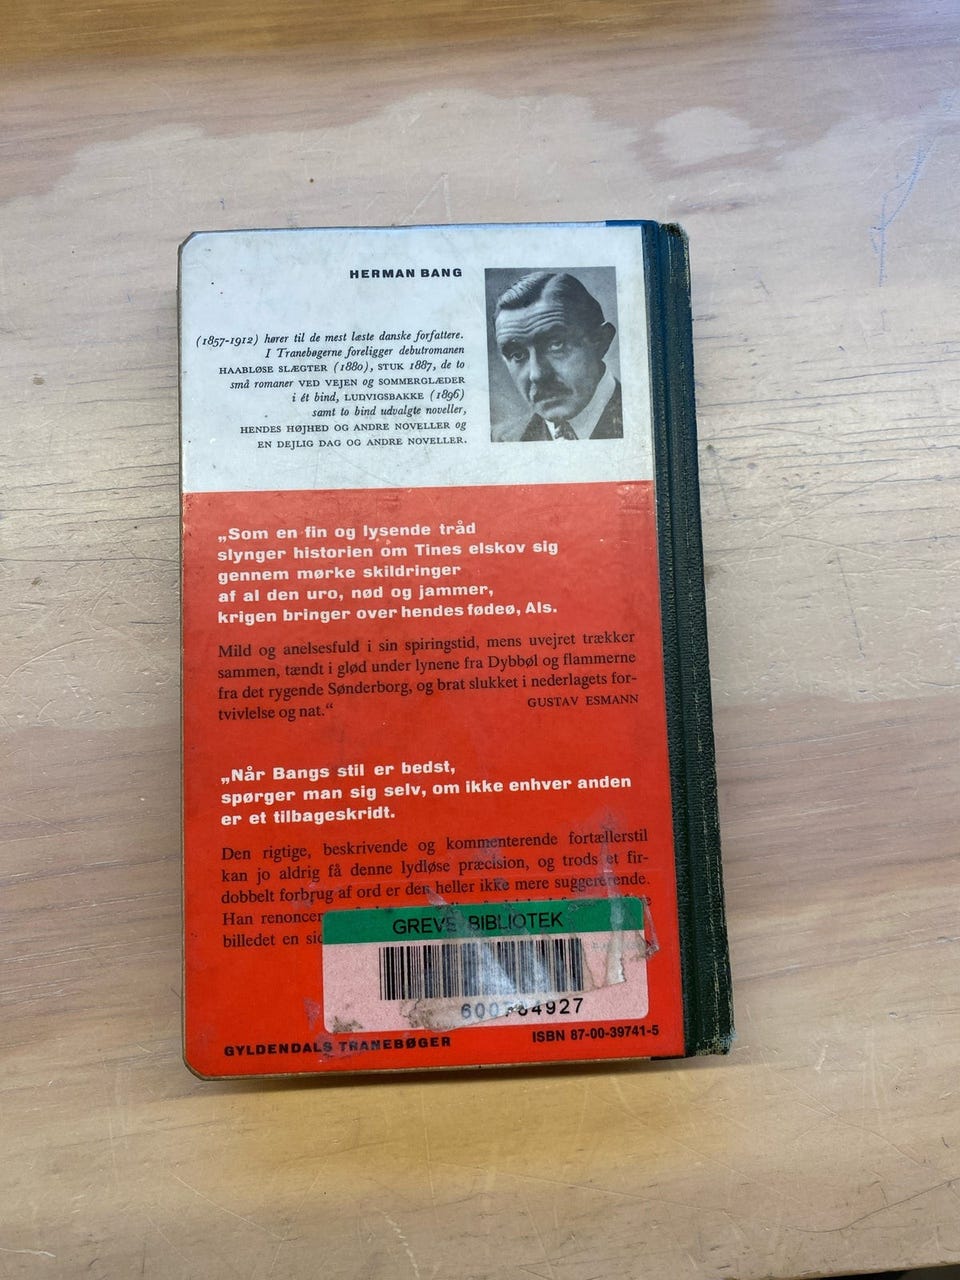 HERMAN BANG
(1857-1912) hører til de mest læste danske forfattere.
I Tranebøgerne foreligger debutromanen
HAABLØSE SLÆGTER (1880), STUK 1887, de to
små romaner VED VEJEN og SOMMERGLÆDER
i ét bind, LUDVIGSBAKKE (1896)
samt to bind udvalgte noveller,
HENDES HØJHED OG ANDRE NOVELLER og
EN DEJLIG DAG OG ANDRE NOVELLER.
„Som en fin og lysende tråd
slynger historien om Tines elskov sig
gennem mørke skildringer
af al den uro, nød og jammer,
krigen bringer over hendes fødeø, Als.
Mild og anelsesfuld i sin spiringstid, mens uvejret trækker
sammen, tændt i glød under lynene fra Dybbøl og flammerne
fra det rygende Sønderborg, og brat slukket i nederlagets for-
tvivlelse og nat.“ GUSTAV ESMANN
„Når Bangs stil er bedst,
spørger man sig selv, om ikke enhver anden
er et tilbageskridt.
Den rigtige, beskrivende og kommenterende fortællerstil
kan jo aldrig få denne lydløse præcision, og trods et fir-
dobbelt forbrug af ord er den heller ikke mere suggererende.
Han
billedet en
GREVE BIBLIOTEK
GYLDENDALS TRANEBØGER
ISBN 87-00-39741-5